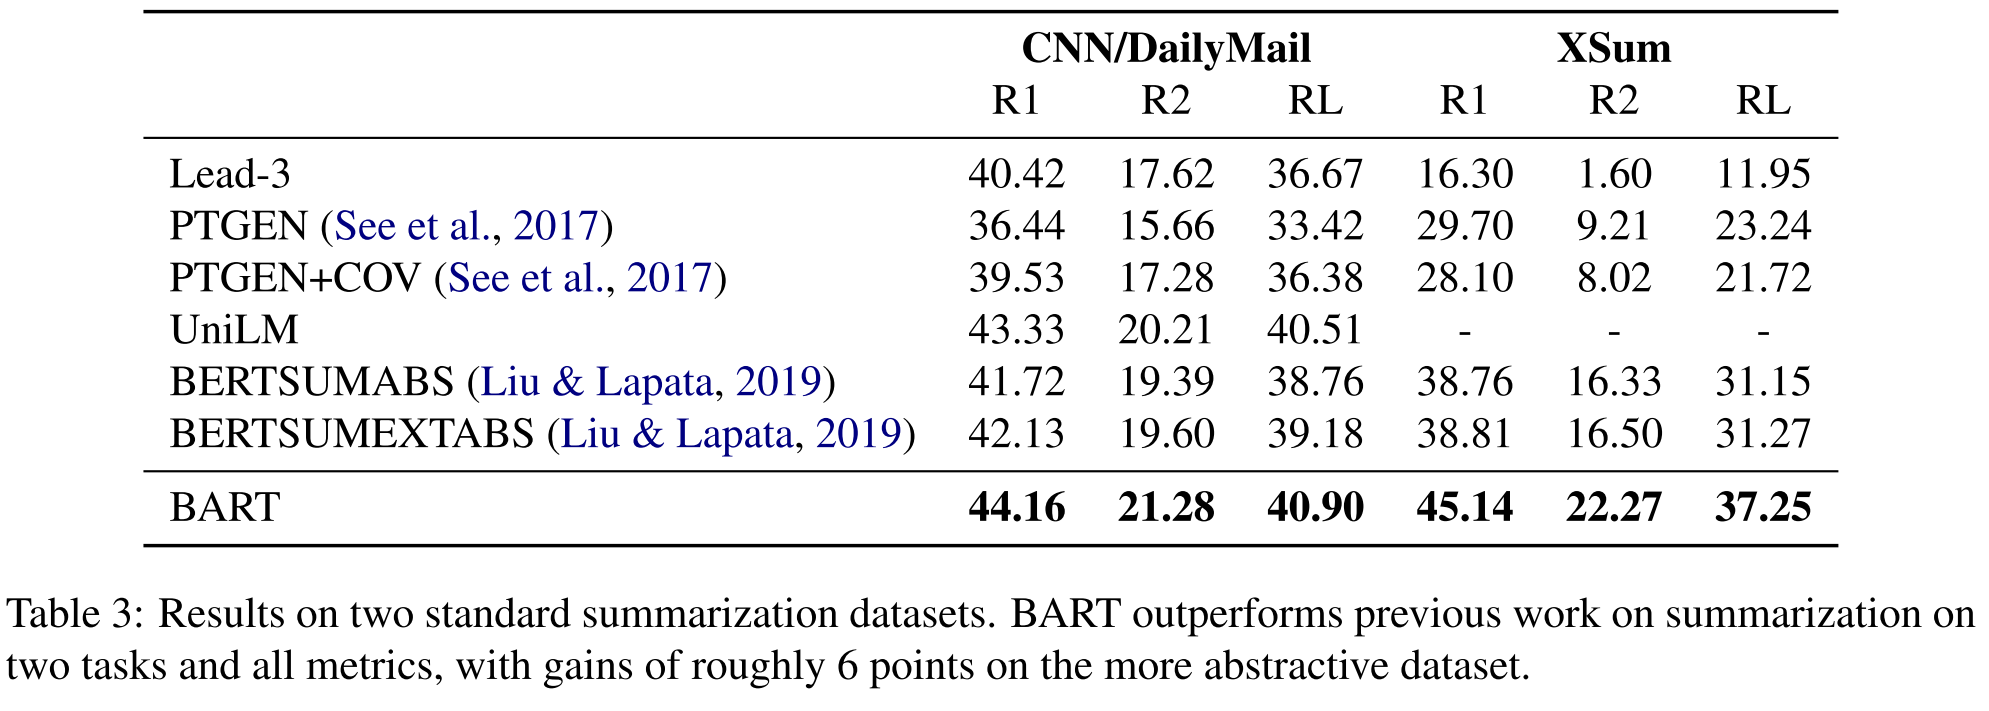 CNN/DailyMail XSum
R1 R2 RL R1 R2 RL
Lead-3 40.42 17.62 36.67 16.30 1.60 11.95
PTGEN (See et al., 2017) 36.44 15.66 33.42 29.70 9.21 23.24
PTGEN+COV (See et al., 2017) 39.53 17.28 36.38 28.10 8.02 21.72
UniLM 43.33 20.21 40.51 - - -
BERTSUMABS (Liu & Lapata, 2019) 41.72 19.39 38.76 38.76 16.33 31.15
BERTSUMEXTABS (Liu & Lapata, 2019) 42.13 19.60 39.18 38.81 16.50 31.27
BART 44.16 21.28 40.90 45.14 22.27 37.25
Table 3: Results on two standard summarization datasets. BART outperforms previous work on summarization on
two tasks and all metrics, with gains of roughly 6 points on the more abstractive dataset.